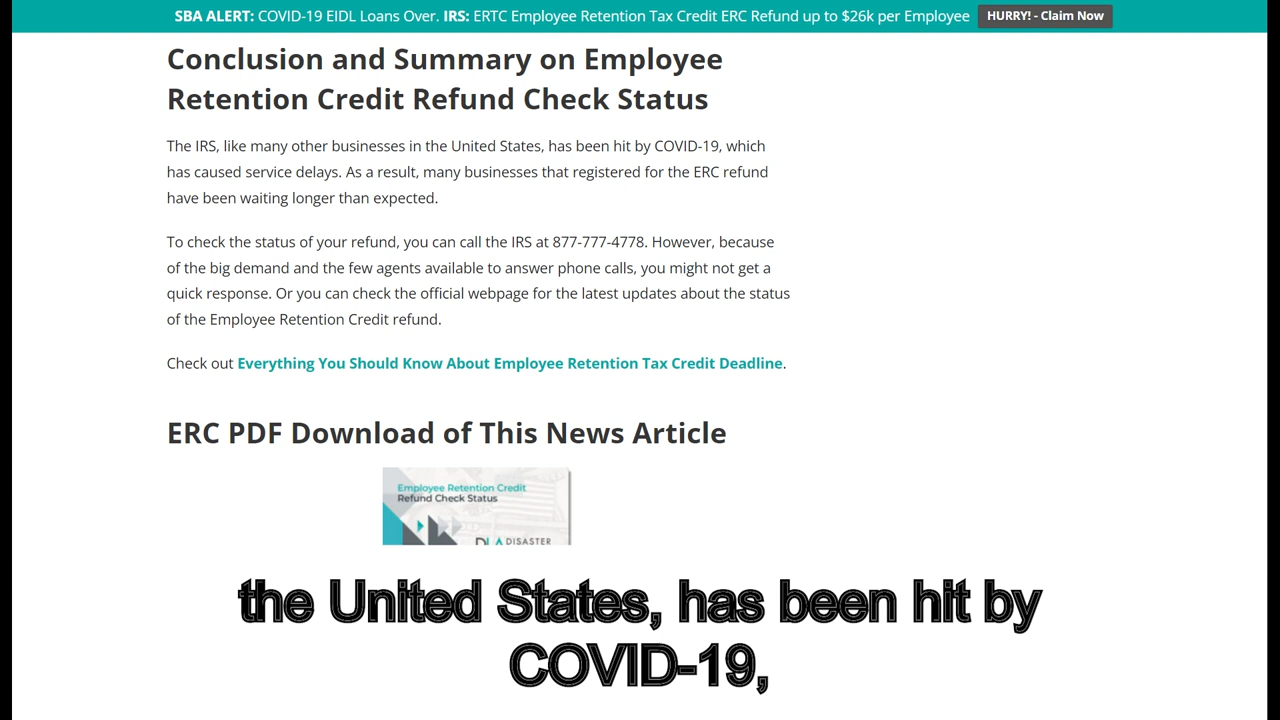 SBA ALERT: COVID-19 EIDL Loans Over. IRS: ERTC Employee Retention Tax Credit ERC Refund up to $26k per Employee HURRY! - Claim Now
Conclusion and Summary on Employee
Retention Credit Refund Check Status
The IRS, like many other businesses in the United States, has been hit by COVID-19, which
has caused service delays. As a result, many businesses that registered for the ERC refund
have been waiting longer than expected.
To check the status of your refund, you can call the IRS at 877-777-4778. However, because
of the big demand and the few agents available to answer phone calls, you might not get a
quick response. Or you can check the official webpage for the latest updates about the status
of the Employee Retention Credit refund.
Check out Everything You Should Know About Employee Retention Tax Credit Deadline.
ERC PDF Download of This News Article
Employee Retention Credit
Refund Check Status
DLA DISASTER
the United States, has been hit by
COVID-19,